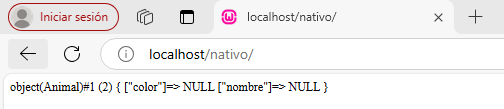 Iniciar sesión
localhost/nativo/
localhost/nativo/
object(Animal)#1 (2) { ["color"]=> NULL ["nombre"]=> NULL }